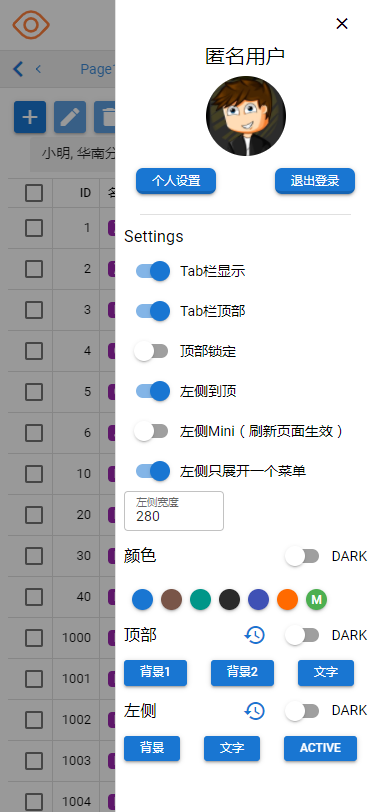 匿名用户
个人设置
退出登录
Settings
Tab栏显示
Tab栏顶部
顶部锁定
左侧到顶
左侧Mini（刷新页面生效）
左侧只展开一个菜单
左侧宽度
280
颜色 DARK
M
顶部 DARK
背景1 背景2 文字
左侧 DARK
背景 文字 ACTIVE
Page1
小明, 华南分
ID
1
2
3
4
5
6
10
20
30
40
1000
1001
1002
1003
1004